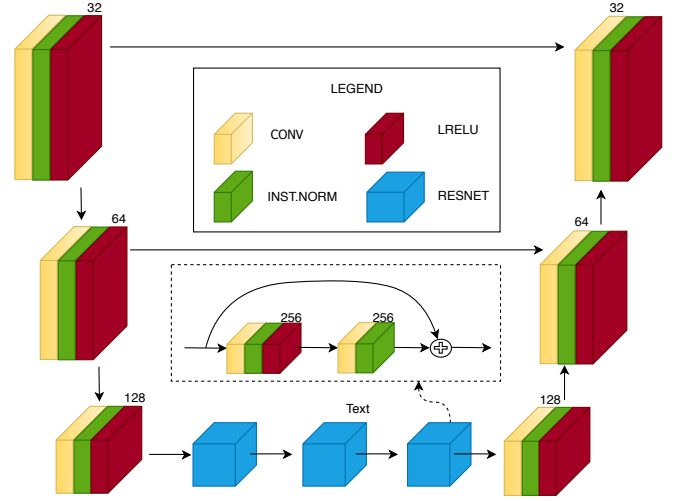 32
32
LEGEND
CONV
LRELU
INST.NORM
RESNET
64
64
256
256
128
Text
128